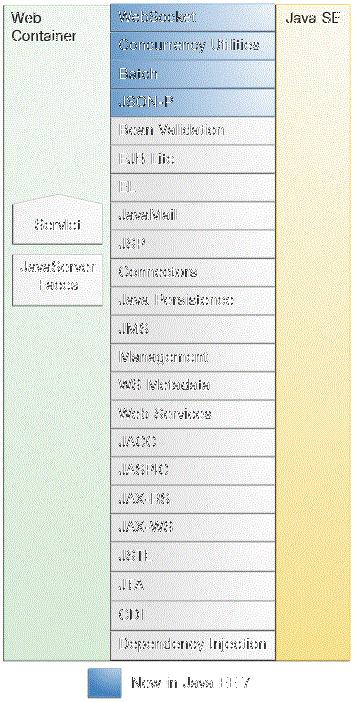 Web
Container
Servlet
JavaServer
Faces
WebSocket
Concurrency Utilities
Batch
JSON-P
Bean Validation
EJB Lite
EL
JavaMail
JSP
Connectors
Java Persistence
JMS
Management
WS Metadata
Web Services
JACC
JASPIC
JAX-RS
JAX-WS
JSTL
JTA
CDI
Dependency Injection
Java SE
New in Java EE 7